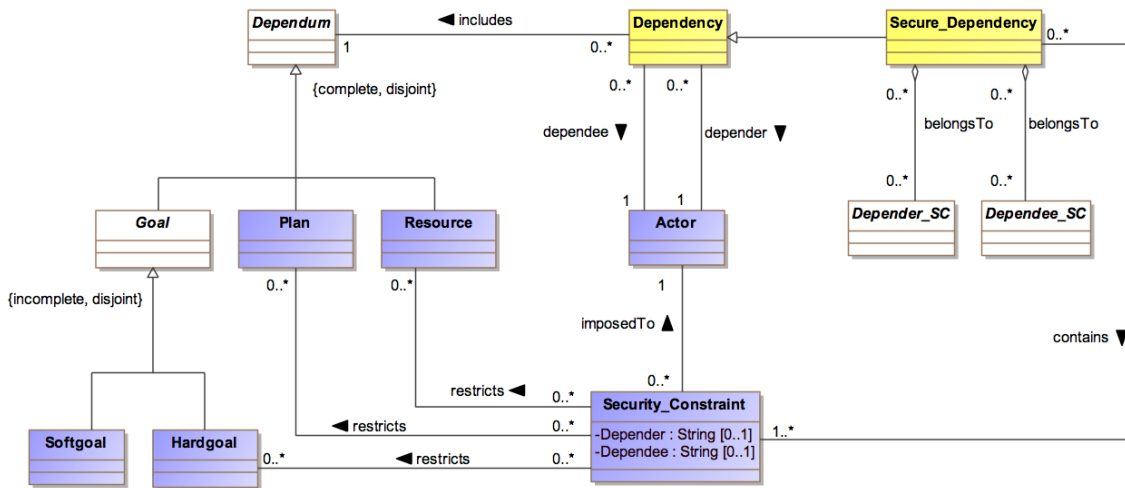 Dependum
includes
Dependency
Secure_Dependency
1
0..*
0..*
{complete, disjoint}
0..*
0..*
0..*
0..*
dependee
depender
belongsTo
belongsTo
0..*
0..*
1
1
Goal
Plan
Resource
Actor
Depender_SC
Dependee_SC
0..*
0..*
1
{incomplete, disjoint}
imposedTo
contains
0..*
restricts
0..*
Security_Constraint
restricts
0..*
-Depender : String [0..1]
1..*
Softgoal
Hardgoal
-Dependee : String [0..1]
0..*
restricts
0..*